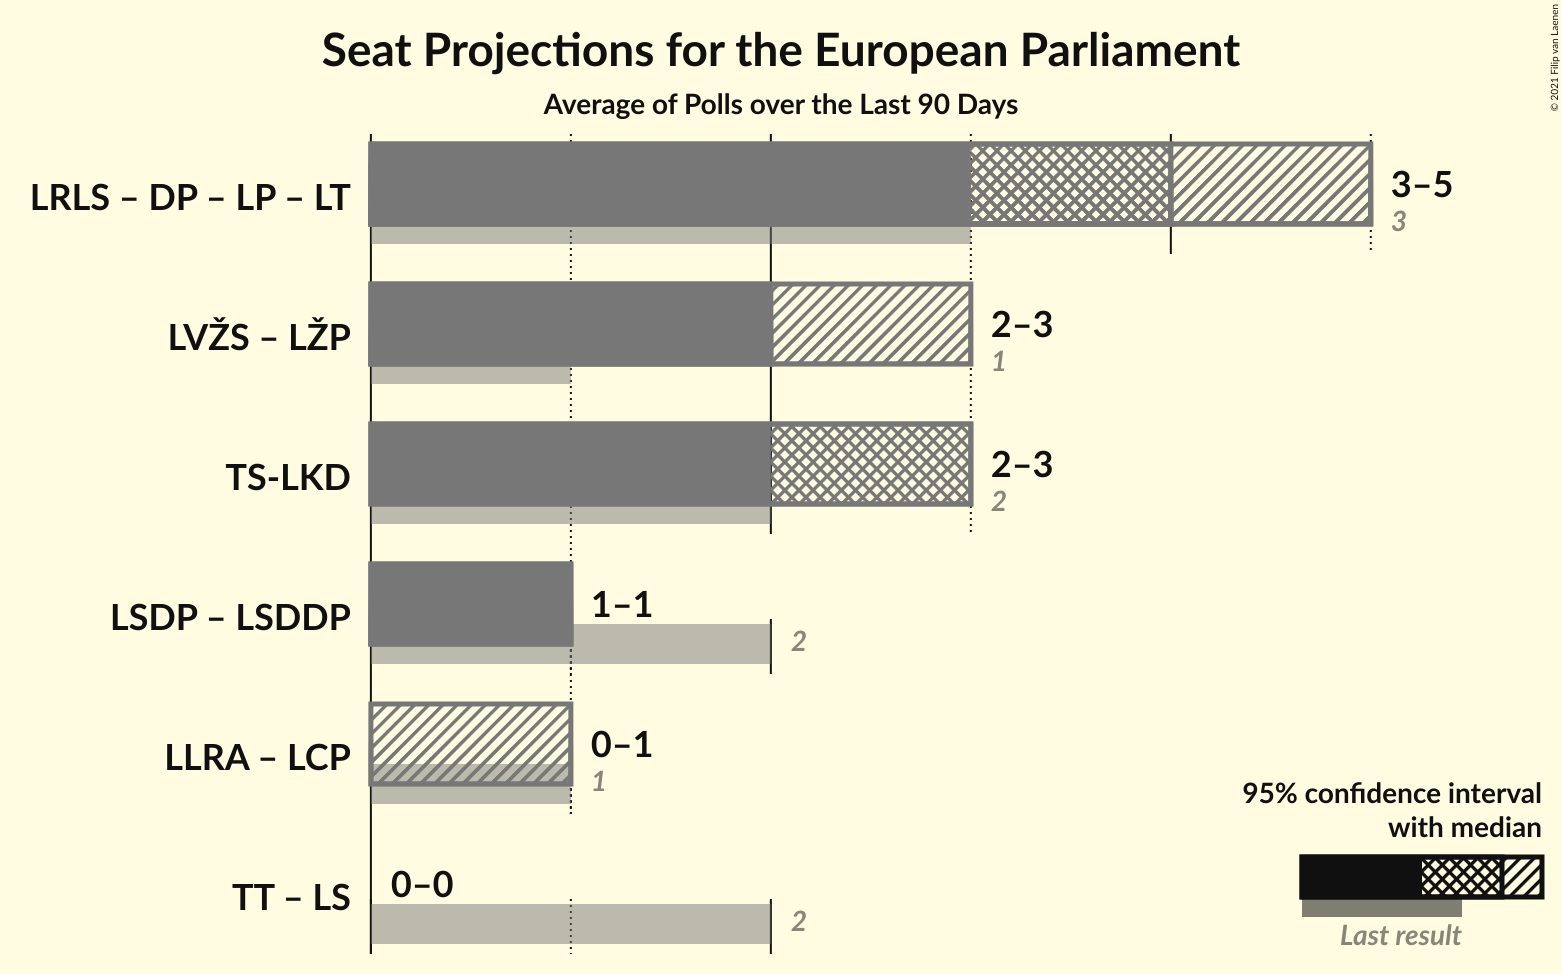 Seat Projections for the European Parliament
Average of Polls over the Last 90 Days
© 2021 Filip van Laenen
LRLS – DP – LP – LT
3–5
3
LVŽS – LŽP
2–3
1
TS-LKD
2–3
2
LSDP – LSDDP
1–1
2
LLRA – LCP
0–1
1
TT – LS
0–0
2
95% confidence interval
with median
Last result